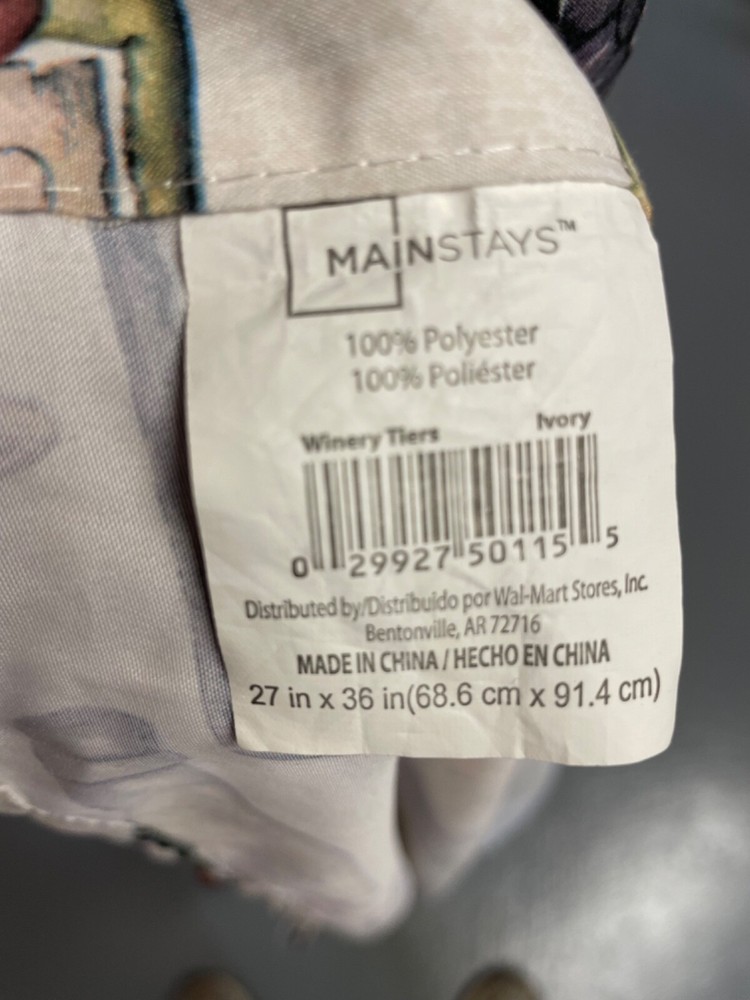 MAINSTAYS™
100% Polyester
100% Poliéster
Winery Tiers Ivory
0 29927 50115 5
Distributed by/Distribuido por Wal-Mart Stores, Inc.
Bentonville, AR 72716
MADE IN CHINA / HECHO EN CHINA
27 in x 36 in(68.6 cm x 91.4 cm)